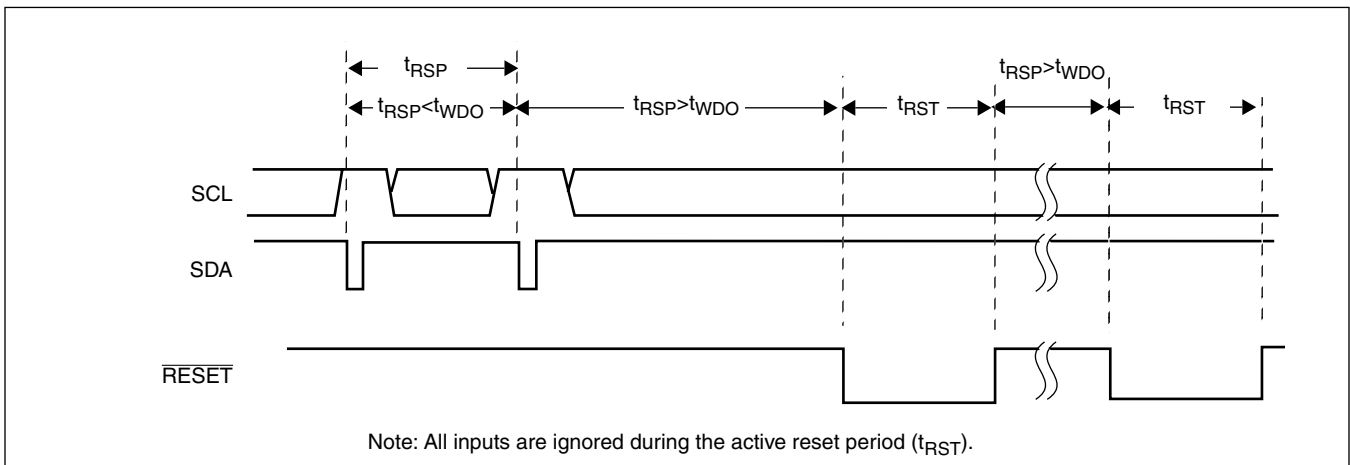 tRSP
tRSP>tWDO
tRSP<tWDO
tRSP>tWDO
tRST
tRST
SCL
SDA
RESET
Note: All inputs are ignored during the active reset period (tRST).